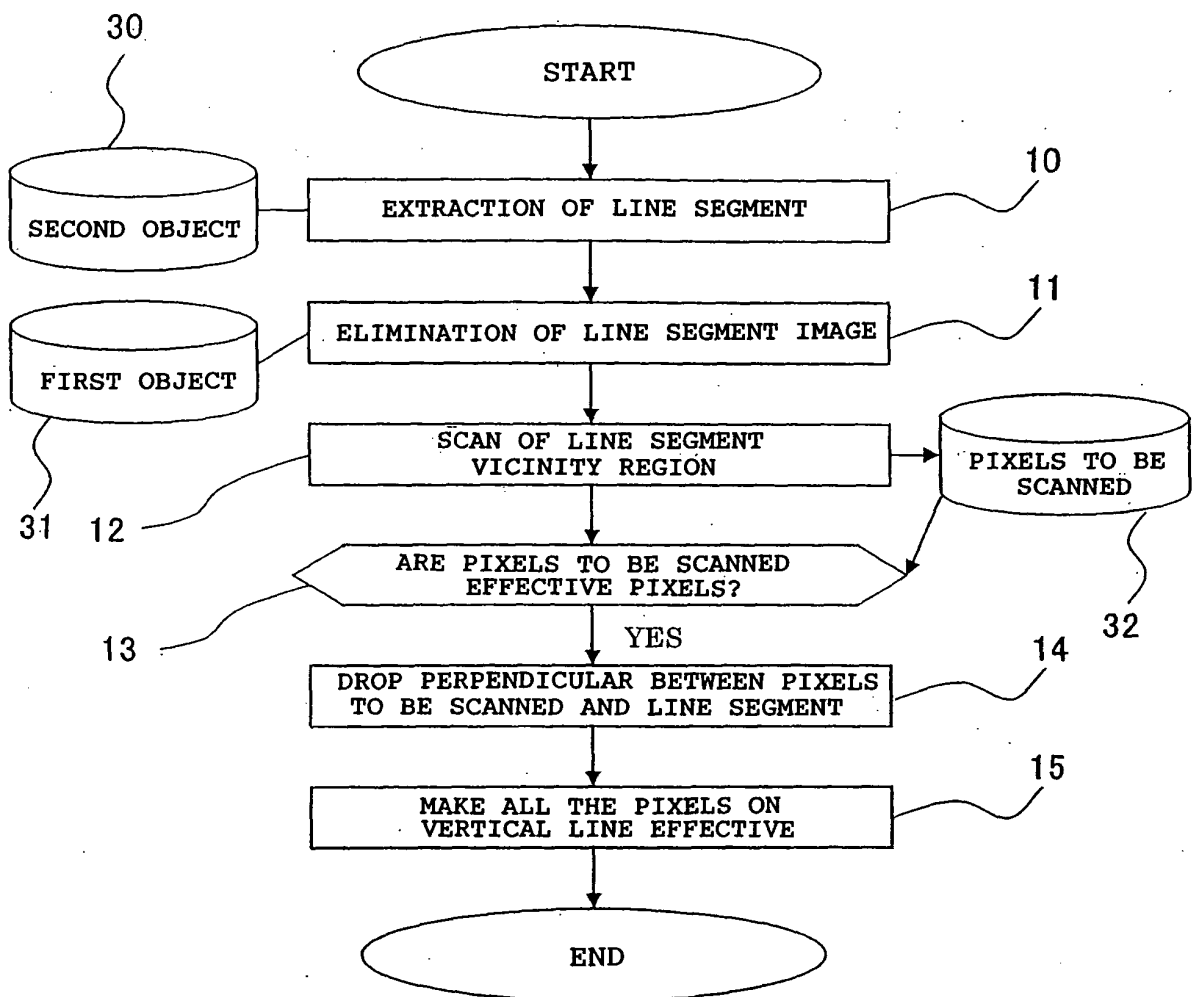 30
START
10
SECOND OBJECT
EXTRACTION OF LINE SEGMENT
11
FIRST OBJECT
ELIMINATION OF LINE SEGMENT IMAGE
31
12
SCAN OF LINE SEGMENT
VICINITY REGION
PIXELS TO BE
SCANNED
32
13
ARE PIXELS TO BE SCANNED
EFFECTIVE PIXELS?
YES
14
DROP PERPENDICULAR BETWEEN PIXELS
TO BE SCANNED AND LINE SEGMENT
15
MAKE ALL THE PIXELS ON
VERTICAL LINE EFFECTIVE
END